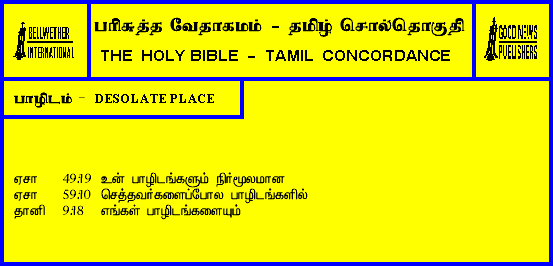 BELLWETHER
INTERNATIONAL
பரிசுத்த வேதாகமம் - தமிழ் சொல்தொகுதி
THE HOLY BIBLE - TAMIL CONCORDANCE
GOOD NEWS
PUBLISHERS
பாழிடம் - DESOLATE PLACE
ஏசா 49:19 உன் பாழிடங்களும் நிர்மூலமான
ஏசா 59:10 செத்தவர்களைப்போல பாழிடங்களில்
தானி 9:18 எங்கள் பாழிடங்களையும்